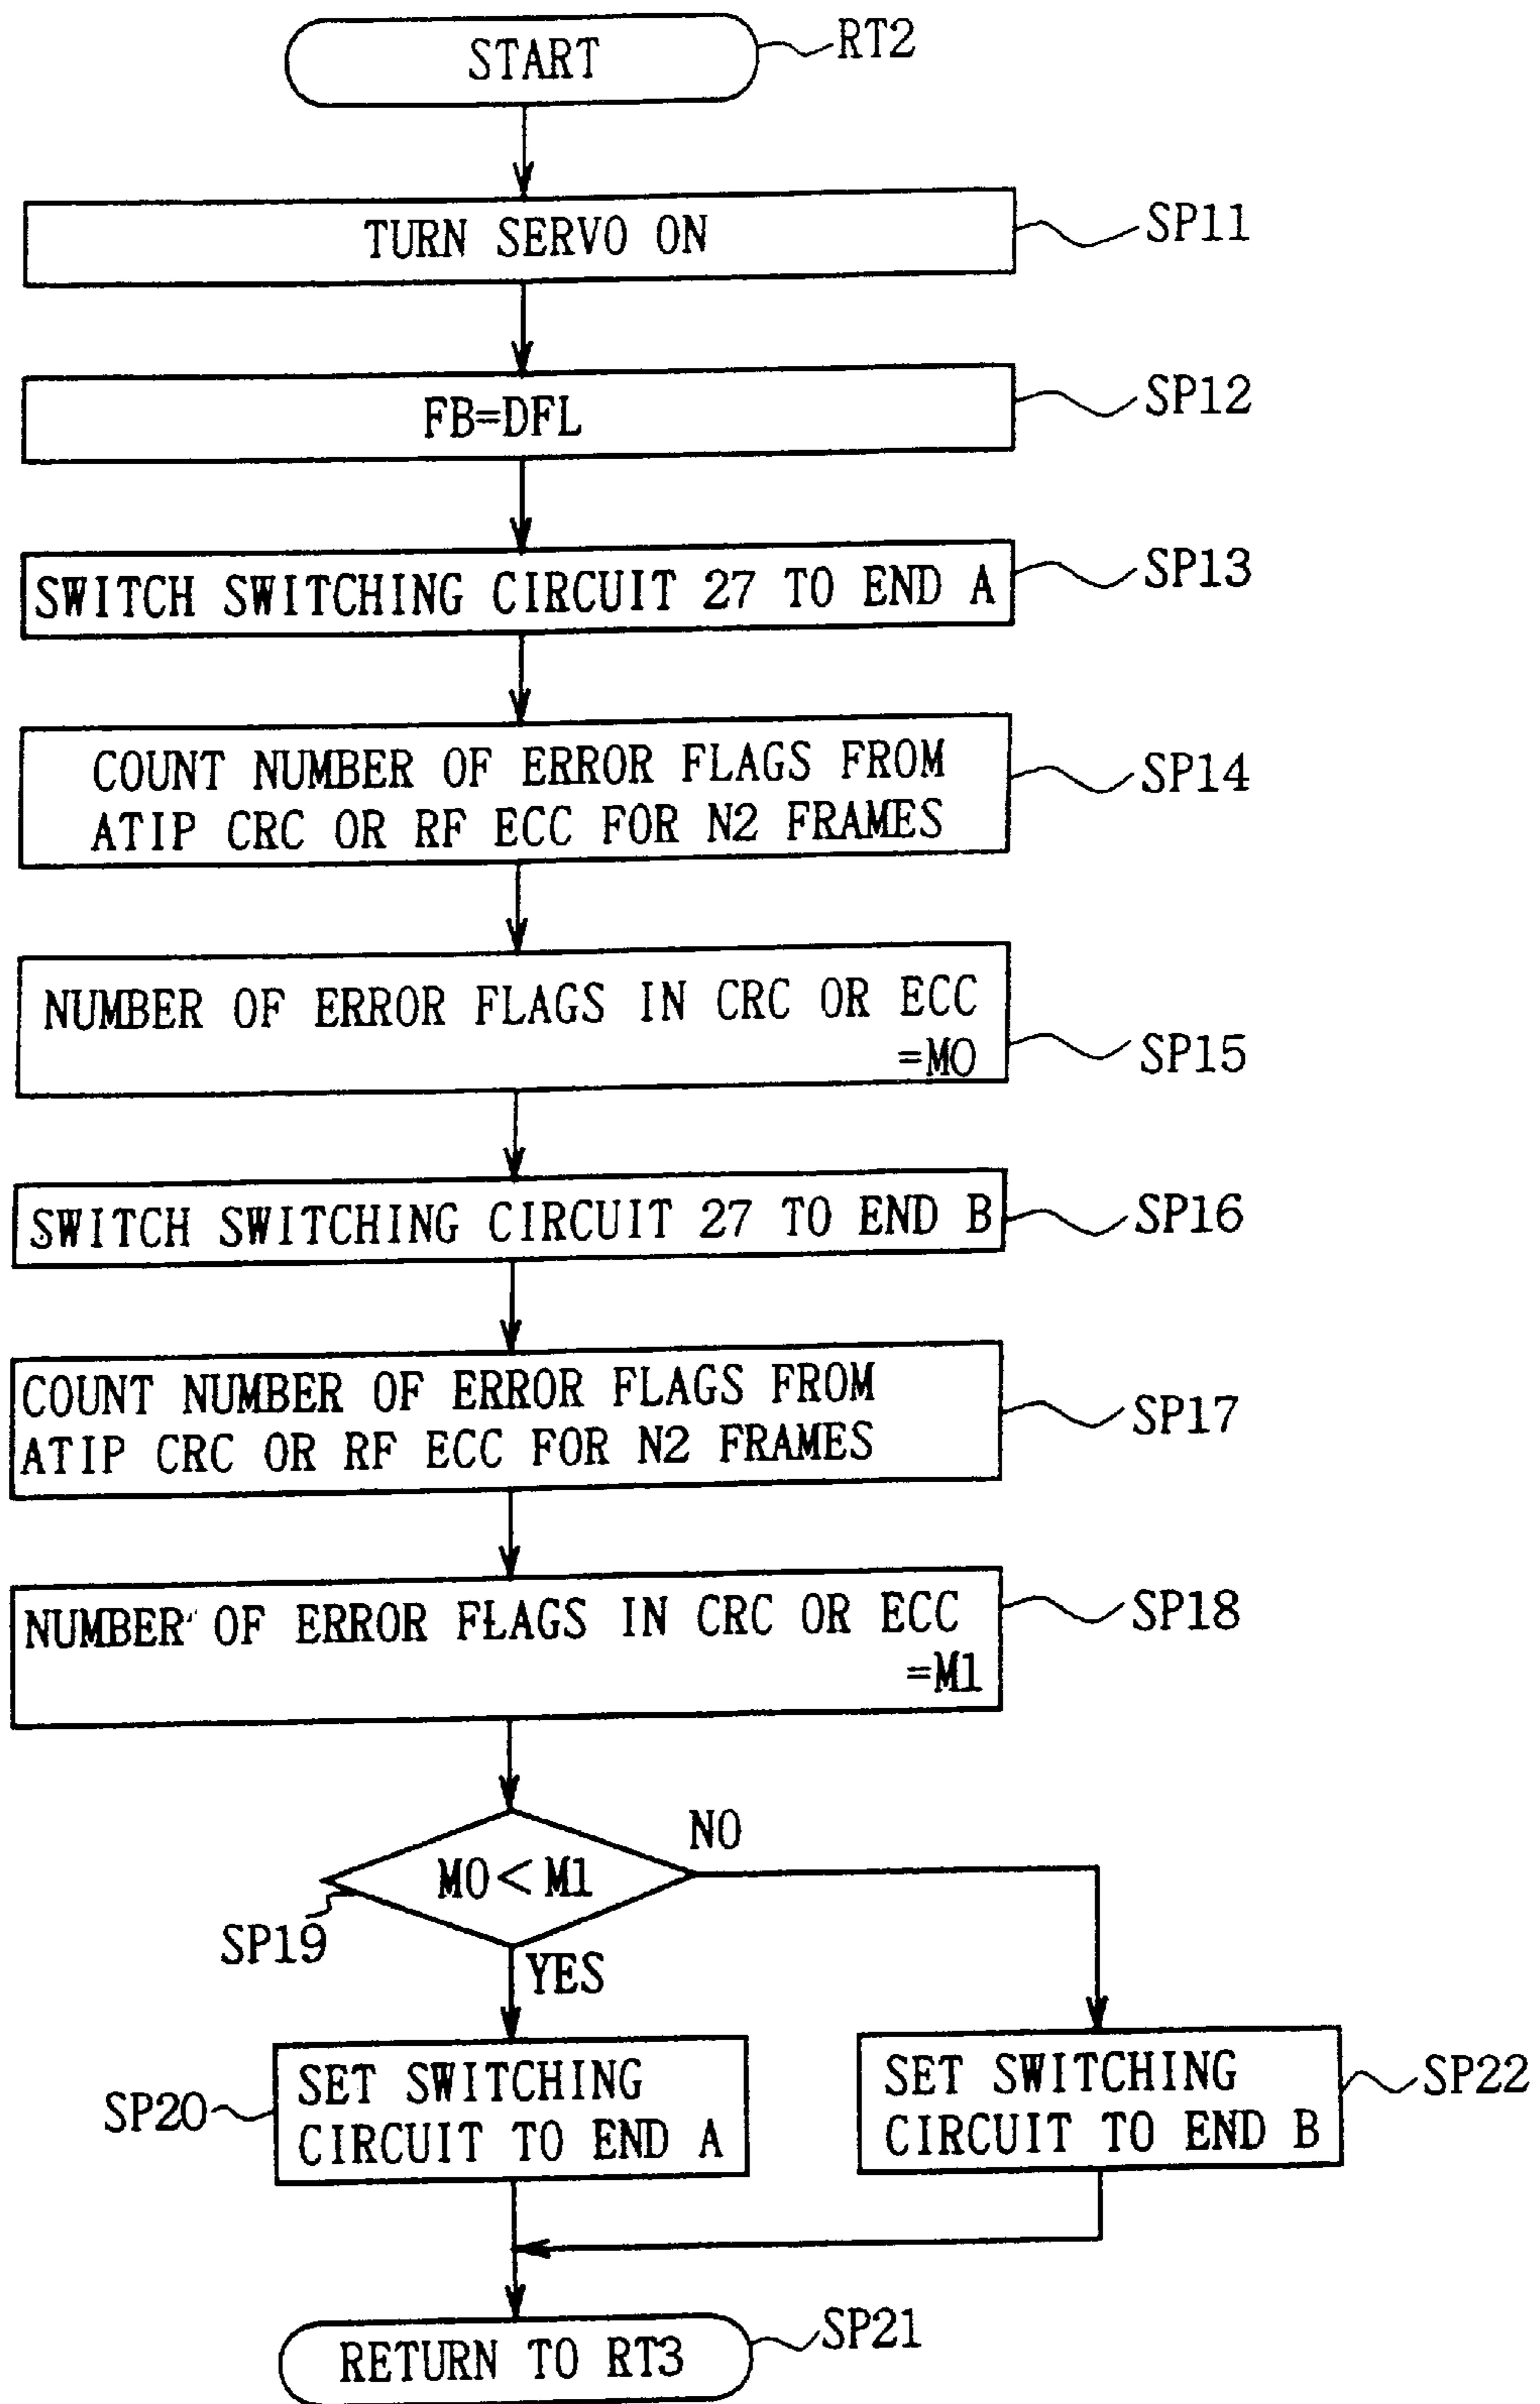 START
RT2
TURN SERVO ON
SP11
FB=DFL
SP12
SWITCH SWITCHING CIRCUIT 27 TO END A
SP13
COUNT NUMBER OF ERROR FLAGS FROM
ATIP CRC OR RF ECC FOR N2 FRAMES
SP14
NUMBER OF ERROR FLAGS IN CRC OR ECC
=M0
SP15
SWITCH SWITCHING CIRCUIT 27 TO END B
SP16
COUNT NUMBER OF ERROR FLAGS FROM
ATIP CRC OR RF ECC FOR N2 FRAMES
SP17
NUMBER OF ERROR FLAGS IN CRC OR ECC
=M1
SP18
M0<M1
NO
SP19
YES
SET SWITCHING
CIRCUIT TO END A
SP20
SET SWITCHING
CIRCUIT TO END B
SP22
RETURN TO RT3
SP21